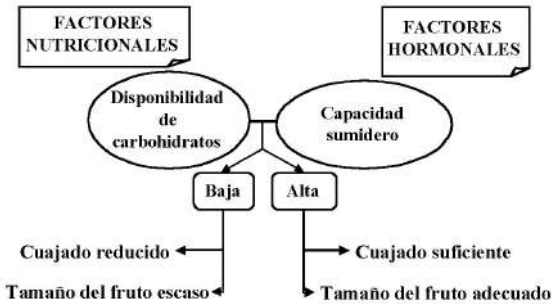 FACTORES
NUTRICIONALES
FACTORES
HORMONALES
Disponibilidad
de
carbohidratos
Capacidad
sumidero
Baja
Alta
Cuajado reducido
Cuajado suficiente
Tamaño del fruto escaso
Tamaño del fruto adecuado